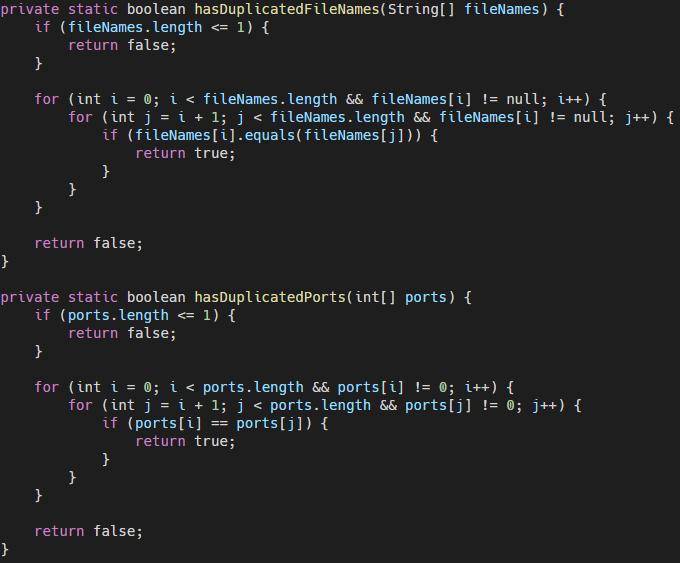 private static boolean hasDuplicatedFileNames(String[] fileNames) {
    if (fileNames.length <= 1) {
        return false;
    }

    for (int i = 0; i < fileNames.length && fileNames[i] != null; i++) {
        for (int j = i + 1; j < fileNames.length && fileNames[i] != null; j++) {
            if (fileNames[i].equals(fileNames[j])) {
                return true;
            }
        }
    }

    return false;
}

private static boolean hasDuplicatedPorts(int[] ports) {
    if (ports.length <= 1) {
        return false;
    }

    for (int i = 0; i < ports.length && ports[i] != 0; i++) {
        for (int j = i + 1; j < ports.length && ports[j] != 0; j++) {
            if (ports[i] == ports[j]) {
                return true;
            }
        }
    }

    return false;
}